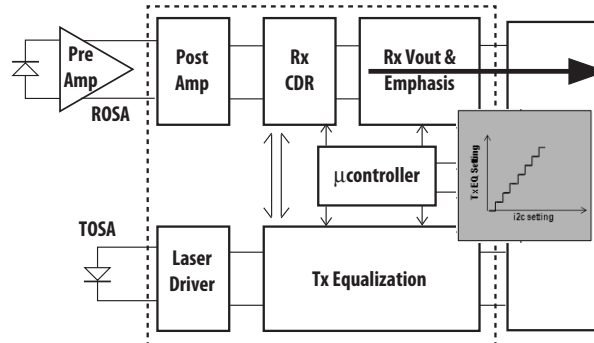 Pre
Amp
ROSA
Post
Amp
Rx
CDR
Rx Vout &
Emphasis
μcontroller
Tx EQ Setting
i2c setting
TOSA
Laser
Driver
Tx Equalization